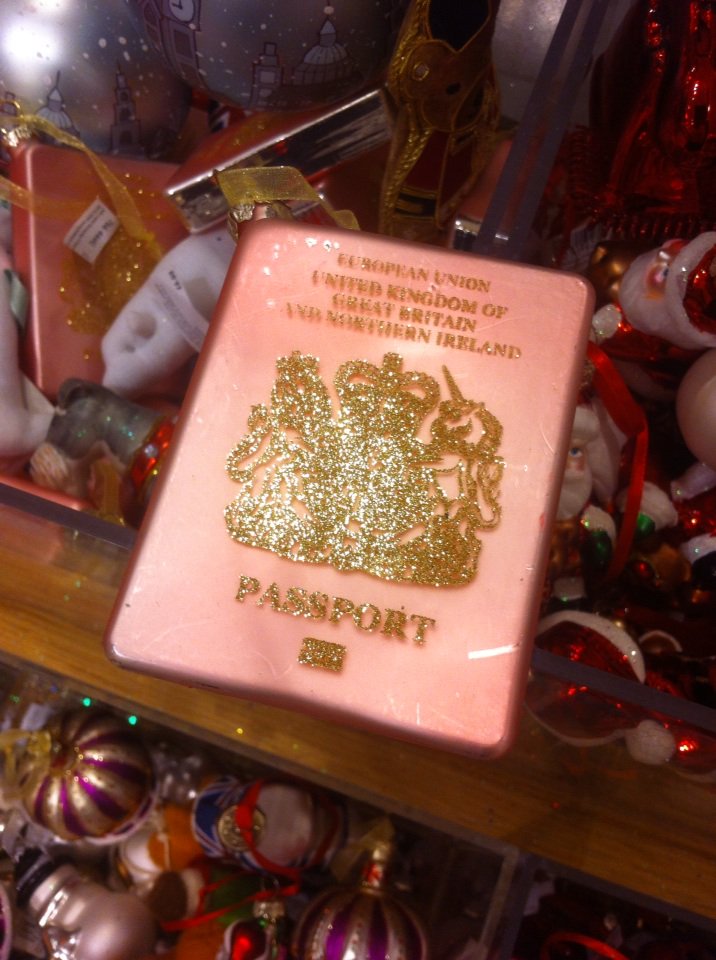 EUROPEAN UNION
UNITED KINGDOM OF
GREAT BRITAIN
AND NORTHERN IRELAND
PASSPORT